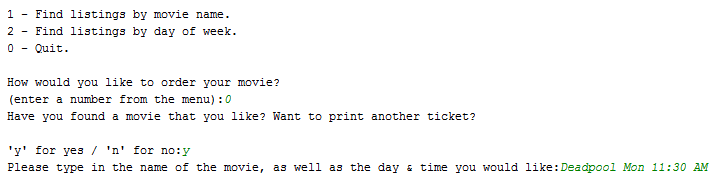 1 - Find listings by movie name.
2 - Find listings by day of week.
0 - Quit.
How would you like to order your movie?
(enter a number from the menu):0
Have you found a movie that you like? Want to print another ticket?
'y' for yes / 'n' for no:y
Please type in the name of the movie, as well as the day & time you would like:Deadpool Mon 11:30 AM